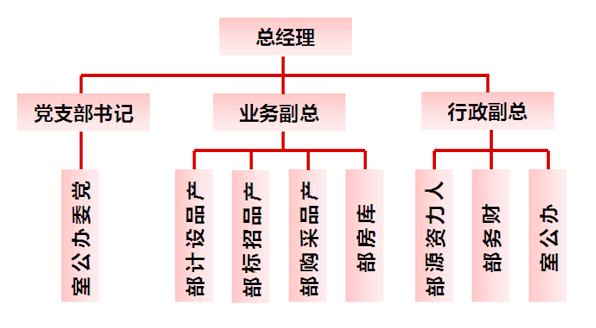 总经理
党支部书记
业务副总
行政副总
党委办公室
产品设计部
产品招标部
产品采购部
库房部
人力资源部
财务部
办公室